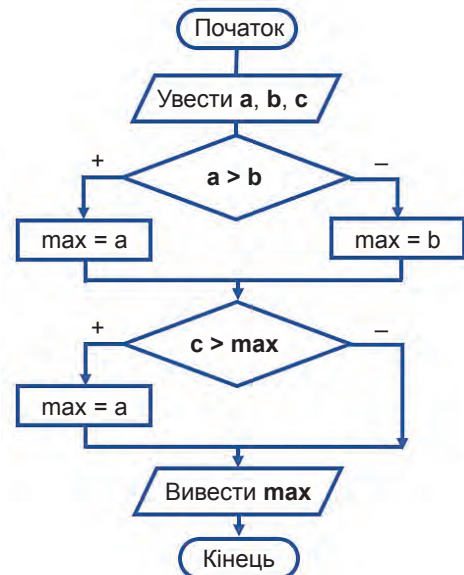 Початок
Увести a, b, c
a > b
+
–
max = a
max = b
c > max
+
–
max = a
Вивести max
Кінець